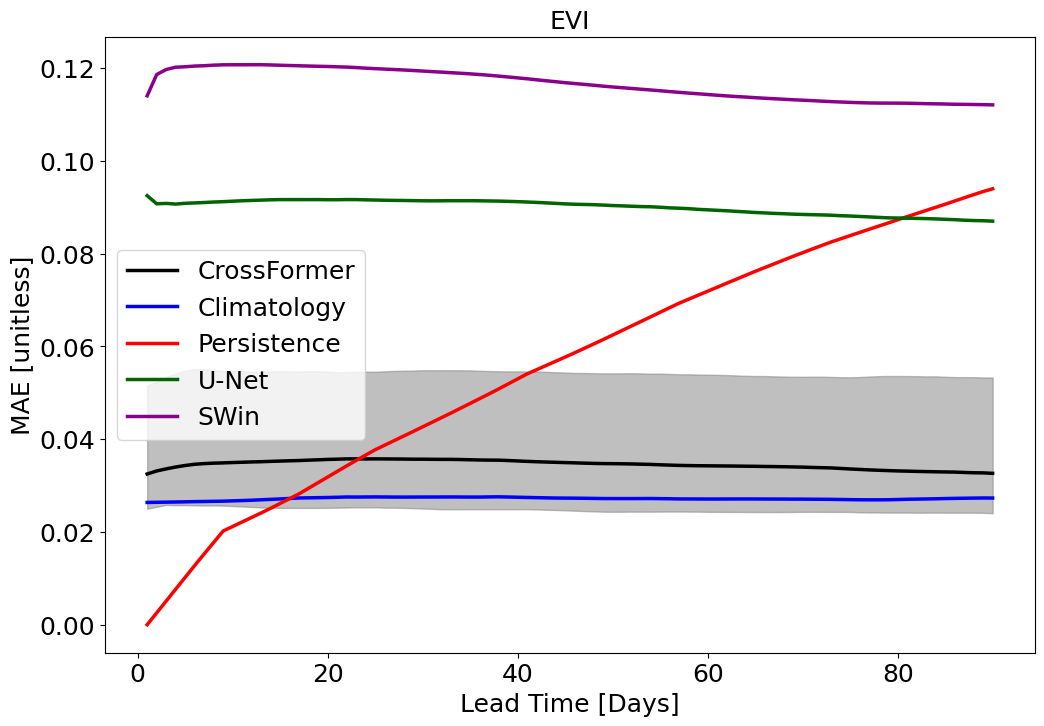 EVI
MAE [unitless]
0.12
0.10
0.08
0.06
0.04
0.02
0.00
CrossFormer
Climatology
Persistence
U-Net
SWin
0 20 40 60 80
Lead Time [Days]